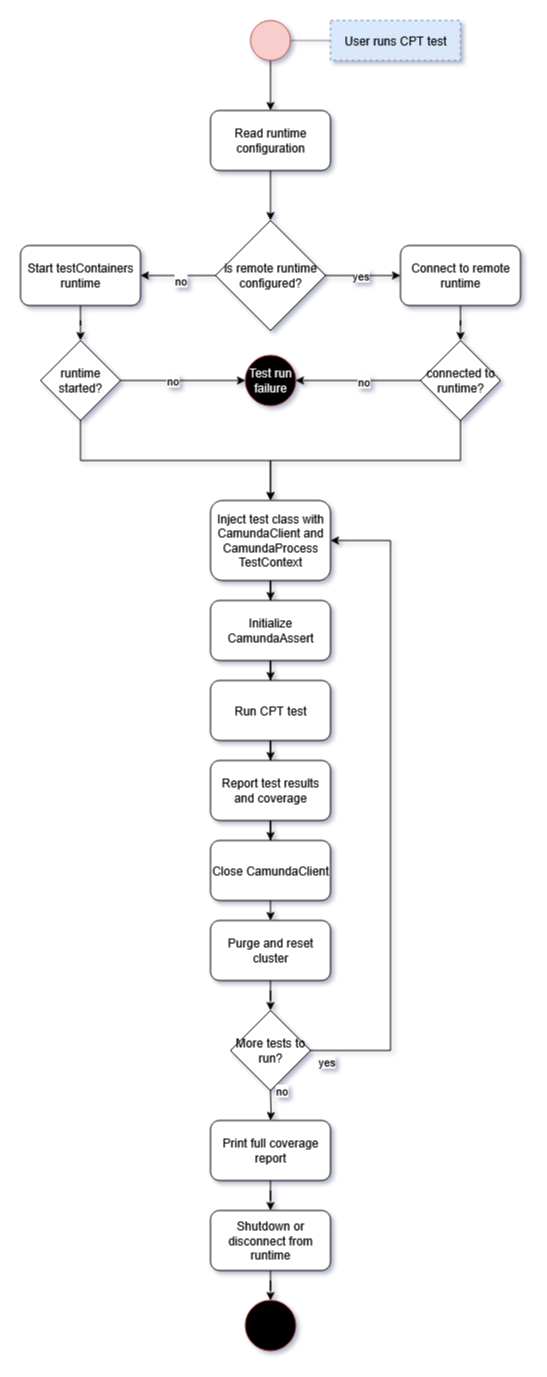 User runs CPT test
Read runtime
configuration
is remote runtime
configured?
no
yes
Start testContainers
runtime
Connect to remote
runtime
runtime
started?
no
Test run
failure
no
connected to
runtime?
Inject test class with
CamundaClient and
CamundaProcess
TestContext
Initialize
CamundaAssert
Run CPT test
Report test results
and coverage
Close CamundaClient
Purge and reset
cluster
More tests to
run?
yes
no
Print full coverage
report
Shutdown or
disconnect from
runtime